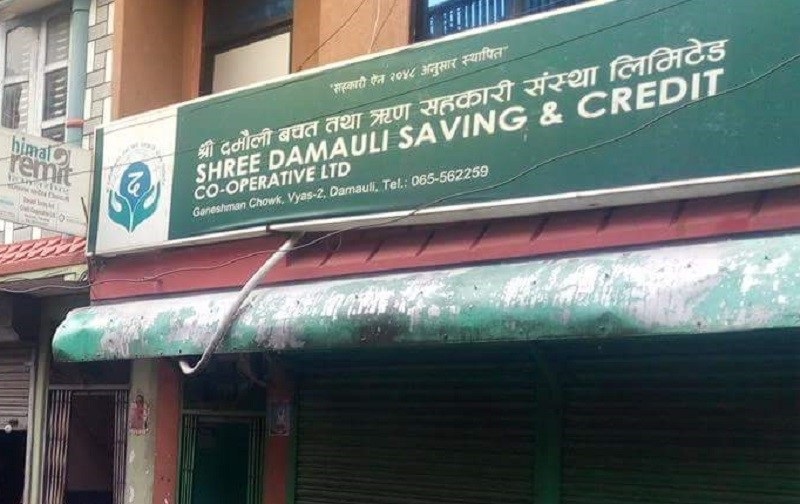 "सहकारी ऐन २०४८ अनुसार स्थापित"
श्री दमौली बचत तथा ऋण सहकारी संस्था लिमिटेड
SHREE DAMAULI SAVING & CREDIT
CO-OPERATIVE LTD
Ganeshman Chowk, Vyas-2, Damauli, Tel.: 065-562259
himal
remit